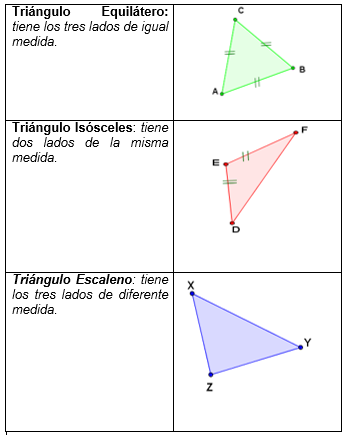 Triángulo Equilátero:
tiene los tres lados de igual
medida.
C
B
A
Triángulo Isósceles: tiene
dos lados de la misma
medida.
F
E
D
Triángulo Escaleno: tiene
los tres lados de diferente
medida.
X
Y
Z